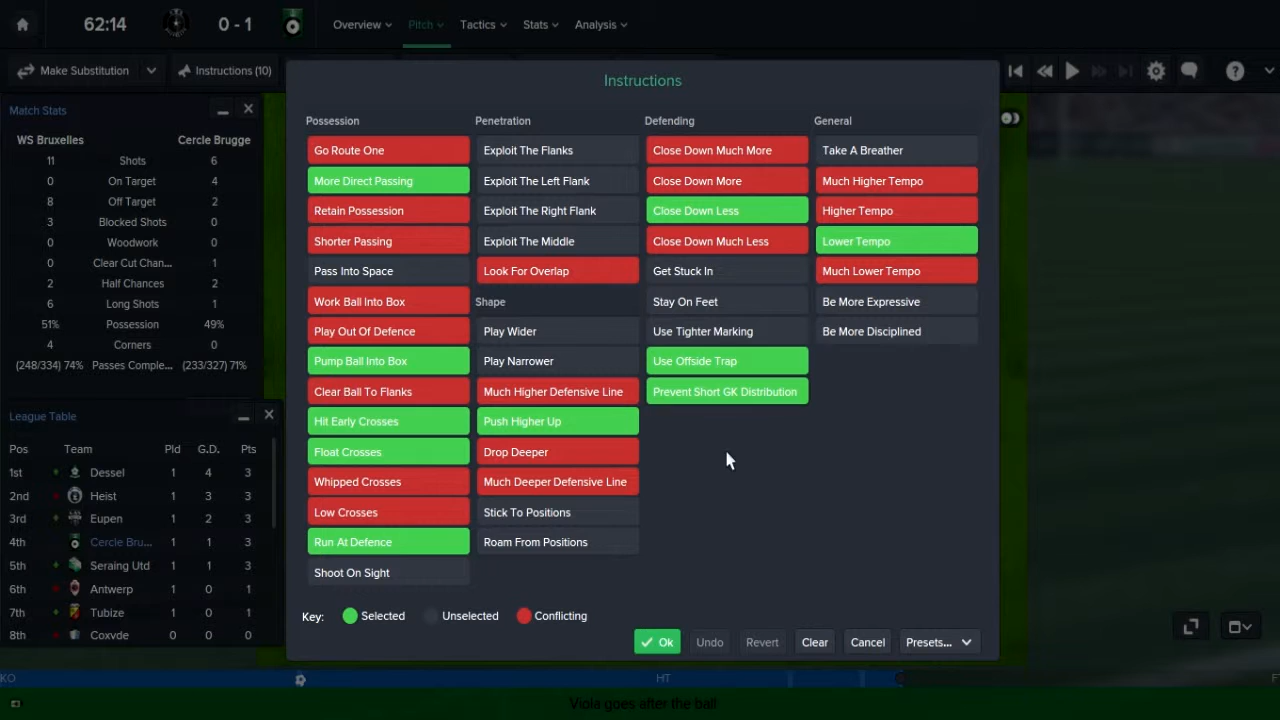 62:14
0 - 1
Overview
Pitch
Tactics
Stats
Analysis
Make Substitution
Instructions (10)
Match Stats
WS Bruxelles Cercle Brugge
11 Shots 6
0 On Target 4
8 Off Target 2
3 Blocked Shots 0
0 Woodwork 0
0 Clear Cut Chan... 1
2 Half Chances 2
6 Long Shots 1
51% Possession 49%
4 Corners 0
(248/334) 74% Passes Comple... (233/327) 71%
League Table
Pos Team Pld G.D. Pts
1st Dessel 1 4 3
2nd Heist 1 3 3
3rd Eupen 1 2 3
4th Cercle Bru... 1 1 3
5th Seraing Utd 1 1 3
6th Antwerp 1 0 1
7th Tubize 1 0 1
8th Coxyde 0 0 0
Instructions
Possession
Go Route One
More Direct Passing
Retain Possession
Shorter Passing
Pass Into Space
Work Ball Into Box
Play Out Of Defence
Pump Ball Into Box
Clear Ball To Flanks
Hit Early Crosses
Float Crosses
Whipped Crosses
Low Crosses
Run At Defence
Shoot On Sight
Penetration
Exploit The Flanks
Exploit The Left Flank
Exploit The Right Flank
Exploit The Middle
Look For Overlap
Shape
Play Wider
Play Narrower
Much Higher Defensive Line
Push Higher Up
Drop Deeper
Much Deeper Defensive Line
Stick To Positions
Roam From Positions
Defending
Close Down Much More
Close Down More
Close Down Less
Close Down Much Less
Get Stuck In
Stay On Feet
Use Tighter Marking
Use Offside Trap
Prevent Short GK Distribution
General
Take A Breather
Much Higher Tempo
Higher Tempo
Lower Tempo
Much Lower Tempo
Be More Expressive
Be More Disciplined
Key: Selected Unselected Conflicting
Ok Undo Revert Clear Cancel Presets...
KO HT F
Viola goes after the ball